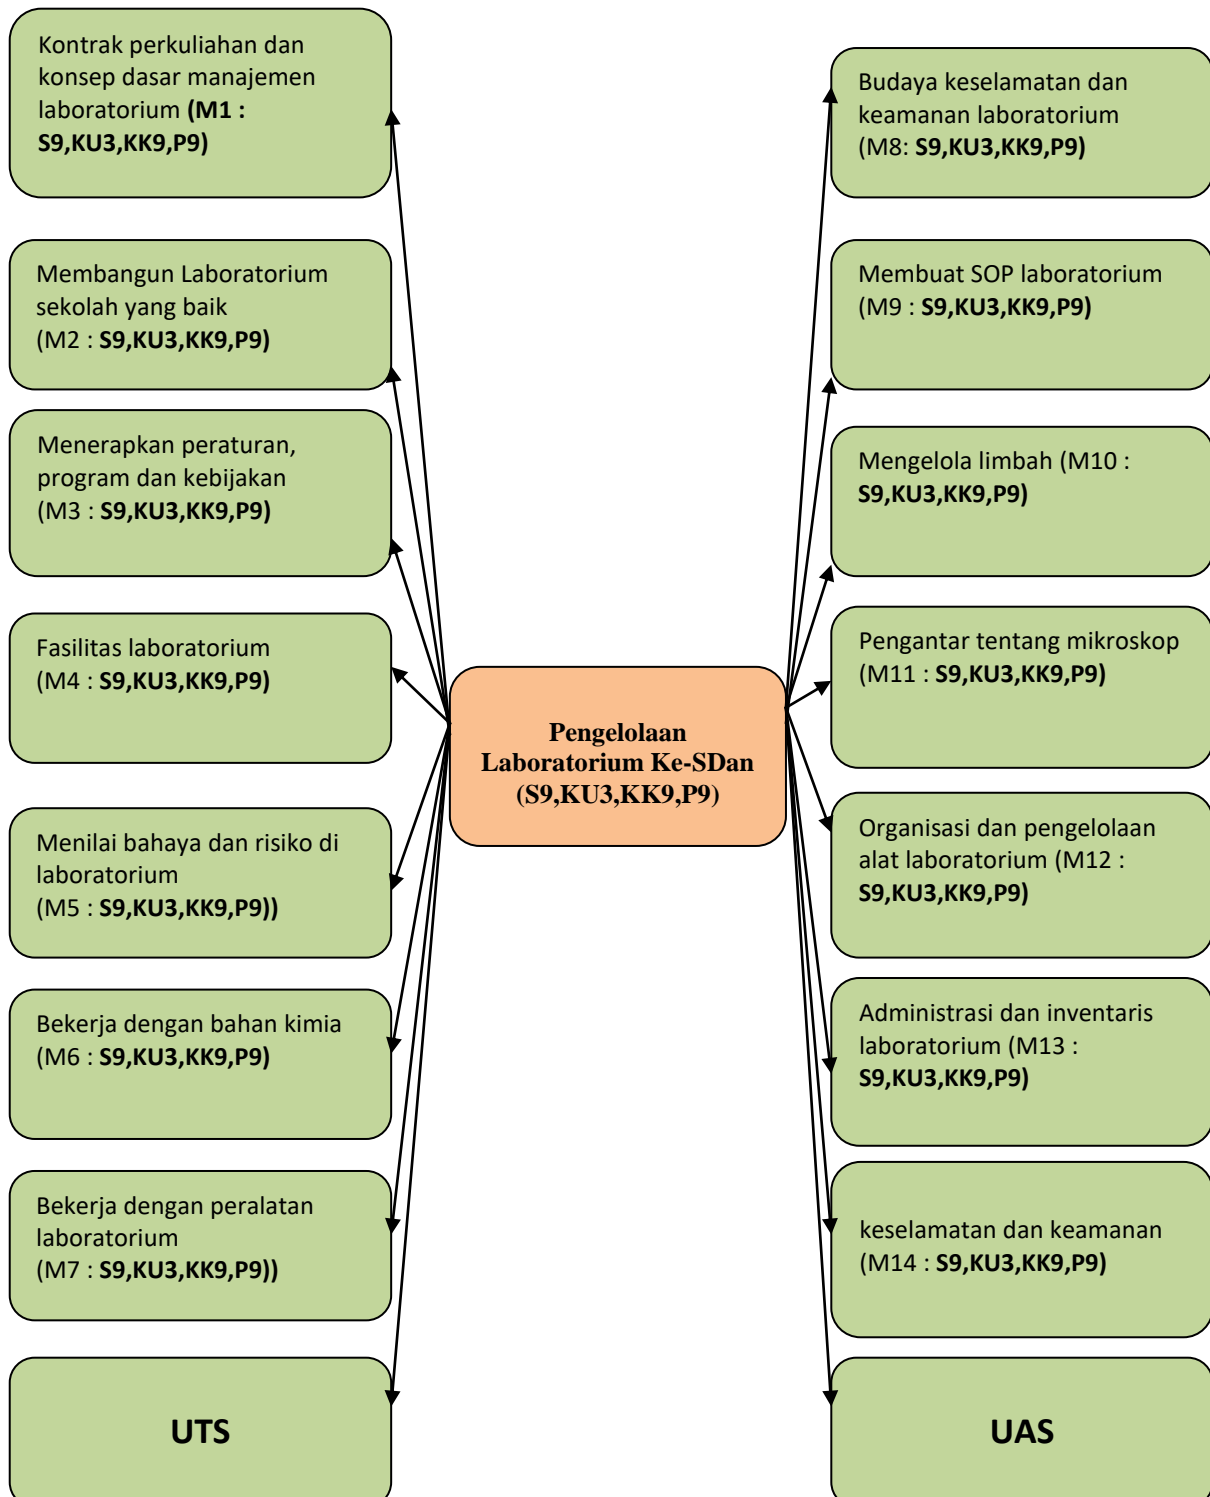 Kontrak perkuliahan dan
konsep dasar manajemen
laboratorium (M1 :
S9,KU3,KK9,P9)
Membangun Laboratorium
sekolah yang baik
(M2 : S9,KU3,KK9,P9)
Menerapkan peraturan,
program dan kebijakan
(M3 : S9,KU3,KK9,P9)
Fasilitas laboratorium
(M4 : S9,KU3,KK9,P9)
Menilai bahaya dan risiko di
laboratorium
(M5 : S9,KU3,KK9,P9))
Bekerja dengan bahan kimia
(M6 : S9,KU3,KK9,P9)
Bekerja dengan peralatan
laboratorium
(M7 : S9,KU3,KK9,P9))
UTS
Pengelolaan
Laboratorium Ke-SDan
(S9,KU3,KK9,P9)
Budaya keselamatan dan
keamanan laboratorium
(M8: S9,KU3,KK9,P9)
Membuat SOP laboratorium
(M9 : S9,KU3,KK9,P9)
Mengelola limbah (M10 :
S9,KU3,KK9,P9)
Pengantar tentang mikroskop
(M11 : S9,KU3,KK9,P9)
Organisasi dan pengelolaan
alat laboratorium (M12 :
S9,KU3,KK9,P9)
Administrasi dan inventaris
laboratorium (M13 :
S9,KU3,KK9,P9)
keselamatan dan keamanan
(M14 : S9,KU3,KK9,P9)
UAS